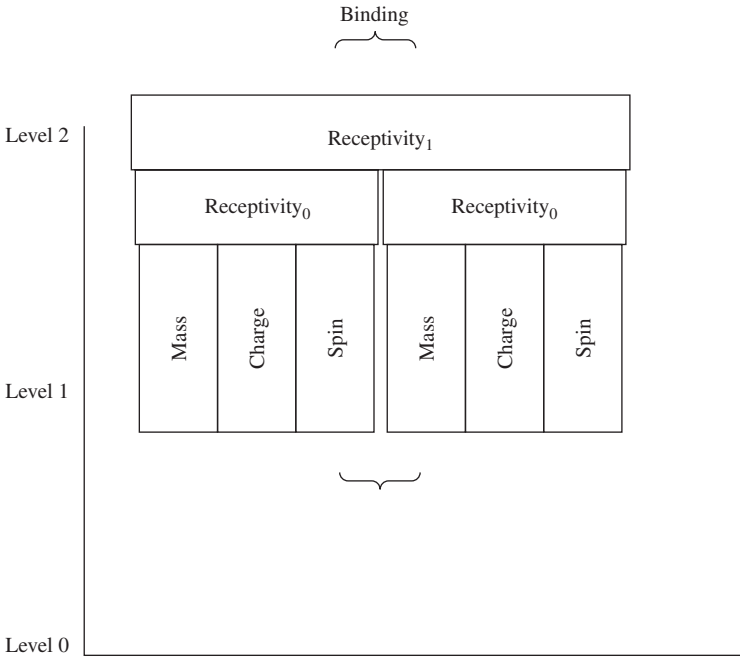 Binding
Level 2
Receptivity₁
Receptivity₀ Receptivity₀
Mass Charge Spin Mass Charge Spin
Level 1
Level 0